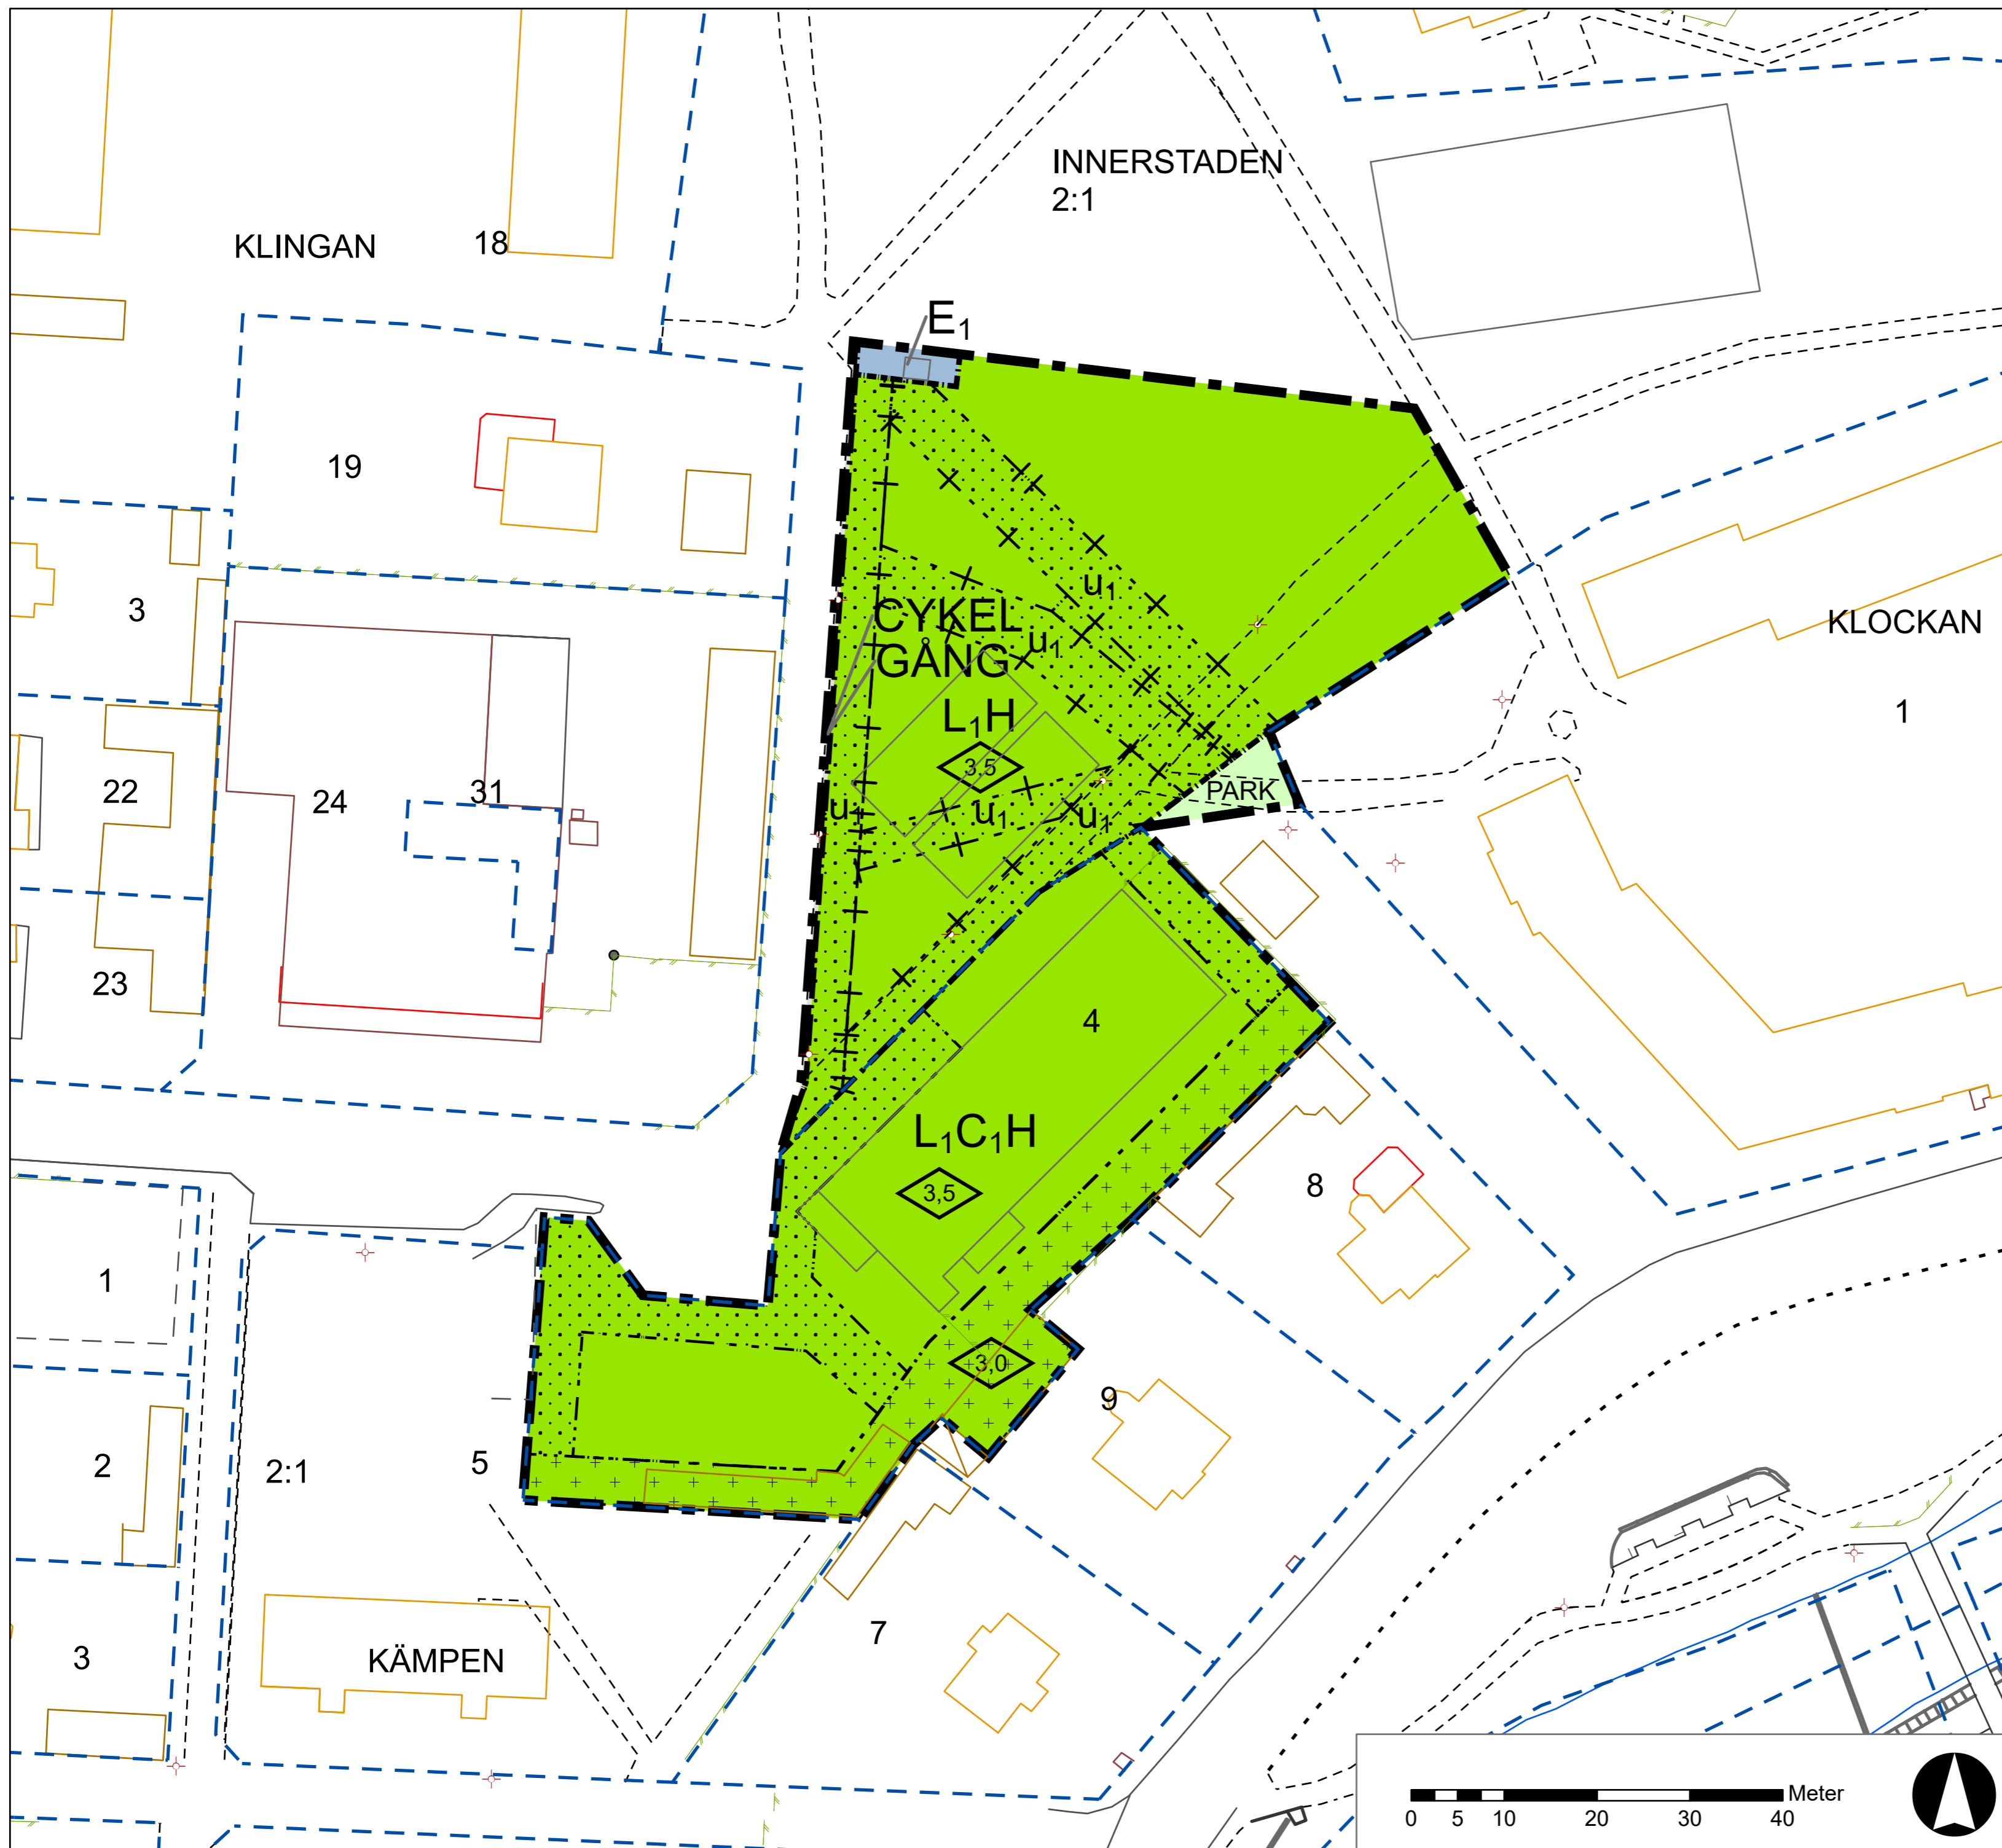 INNERSTADEN
2:1
KLINGAN
18
E₁
19
u₁
3
CYKEL
GÅNG
u₁
KLOCKAN
L₁H
1
3,5
PARK
22
24
31
u₁
u₁
u₁
23
4
L₁C₁H
3,5
8
1
3,0
9
2
2:1
5
7
3
KÄMPEN
Meter
0 5 10 20 30 40